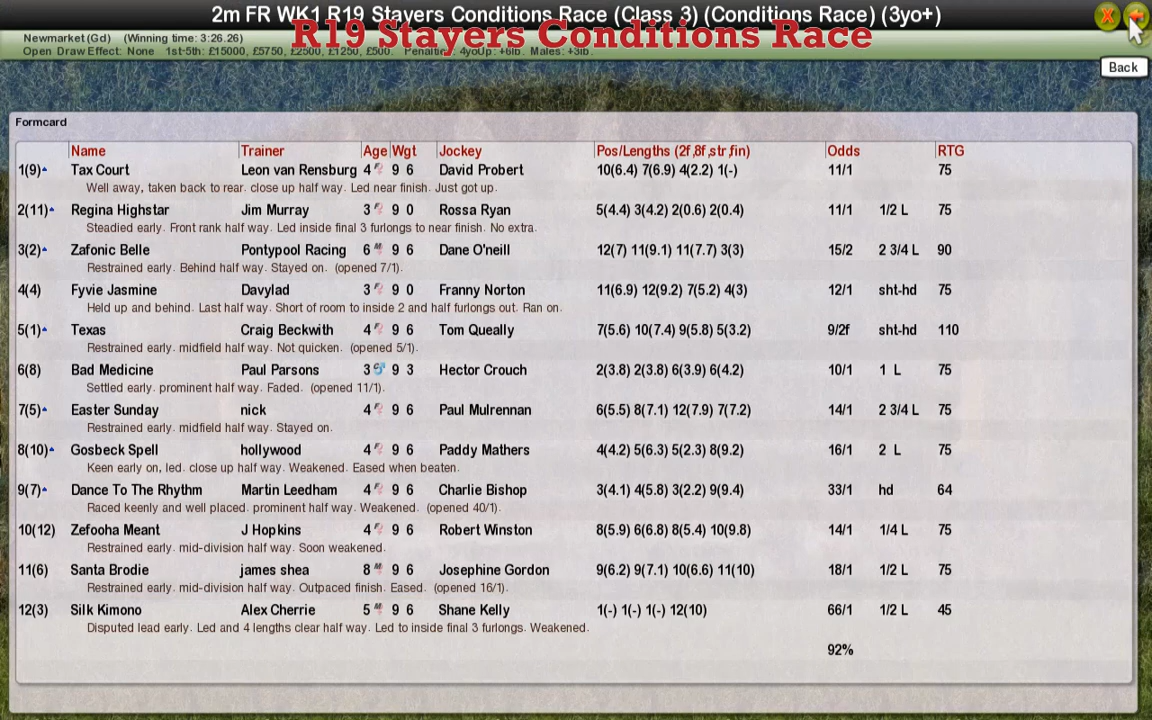 2m FR WK1 R19 Stayers Conditions Race (Class 3) (Conditions Race) (3yo+)
R19 Stayers Conditions Race
Newmarket (Gd) (Winning time: 3:26.26)
Open Draw Effect: None 1st-5th: £15000, £5750, £2500, £1250, £500. Penalties: 4yoUp: +6lb. Males: +3lb.
X
Back
Formcard
Name Trainer Age Wgt Jockey Pos/Lengths (2f,8f,str,fin) Odds RTG
1(9) Tax Court Leon van Rensburg 4 9 6 David Probert 10(6.4) 7(6.9) 4(2.2) 1(-) 11/1 75
Well away, taken back to rear. close up half way. Led near finish. Just got up.
2(11) Regina Highstar Jim Murray 3 9 0 Rossa Ryan 5(4.4) 3(4.2) 2(0.6) 2(0.4) 11/1 1/2 L 75
Steadied early. Front rank half way. Led inside final 3 furlongs to near finish. No extra.
3(2) Zafonic Belle Pontypool Racing 6 9 6 Dane O'neill 12(7) 11(9.1) 11(7.7) 3(3) 15/2 2 3/4 L 90
Restrained early. Behind half way. Stayed on. (opened 7/1).
4(4) Fyvie Jasmine Davylad 3 9 0 Franny Norton 11(6.9) 12(9.2) 7(5.2) 4(3) 12/1 sht-hd 75
Held up and behind. Last half way. Short of room to inside 2 and half furlongs out. Ran on.
5(1) Texas Craig Beckwith 4 9 6 Tom Queally 7(5.6) 10(7.4) 9(5.8) 5(3.2) 9/2f sht-hd 110
Restrained early. midfield half way. Not quicken. (opened 5/1).
6(8) Bad Medicine Paul Parsons 3 9 3 Hector Crouch 2(3.8) 2(3.8) 6(3.9) 6(4.2) 10/1 1 L 75
Settled early. prominent half way. Faded. (opened 11/1).
7(5) Easter Sunday nick 4 9 6 Paul Mulrennan 6(5.5) 8(7.1) 12(7.9) 7(7.2) 14/1 2 3/4 L 75
Restrained early. midfield half way. Stayed on.
8(10) Gosbeck Spell hollywood 4 9 6 Paddy Mathers 4(4.2) 5(6.3) 5(2.3) 8(9.2) 16/1 2 L 75
Keen early on, led. close up half way. Weakened. Eased when beaten.
9(7) Dance To The Rhythm Martin Leedham 4 9 6 Charlie Bishop 3(4.1) 4(5.8) 3(2.2) 9(9.4) 33/1 hd 64
Raced keenly and well placed. prominent half way. Weakened. (opened 40/1).
10(12) Zefooha Meant J Hopkins 4 9 6 Robert Winston 8(5.9) 6(6.8) 8(5.4) 10(9.8) 14/1 1/4 L 75
Restrained early. mid-division half way. Soon weakened.
11(6) Santa Brodie james shea 8 9 6 Josephine Gordon 9(6.2) 9(7.1) 10(6.6) 11(10) 18/1 1/2 L 75
Restrained early. mid-division half way. Outpaced finish. Eased. (opened 16/1).
12(3) Silk Kimono Alex Cherrie 5 9 6 Shane Kelly 1(-) 1(-) 1(-) 12(10) 66/1 1/2 L 45
Disputed lead early. Led and 4 lengths clear half way. Led to inside final 3 furlongs. Weakened.
92%